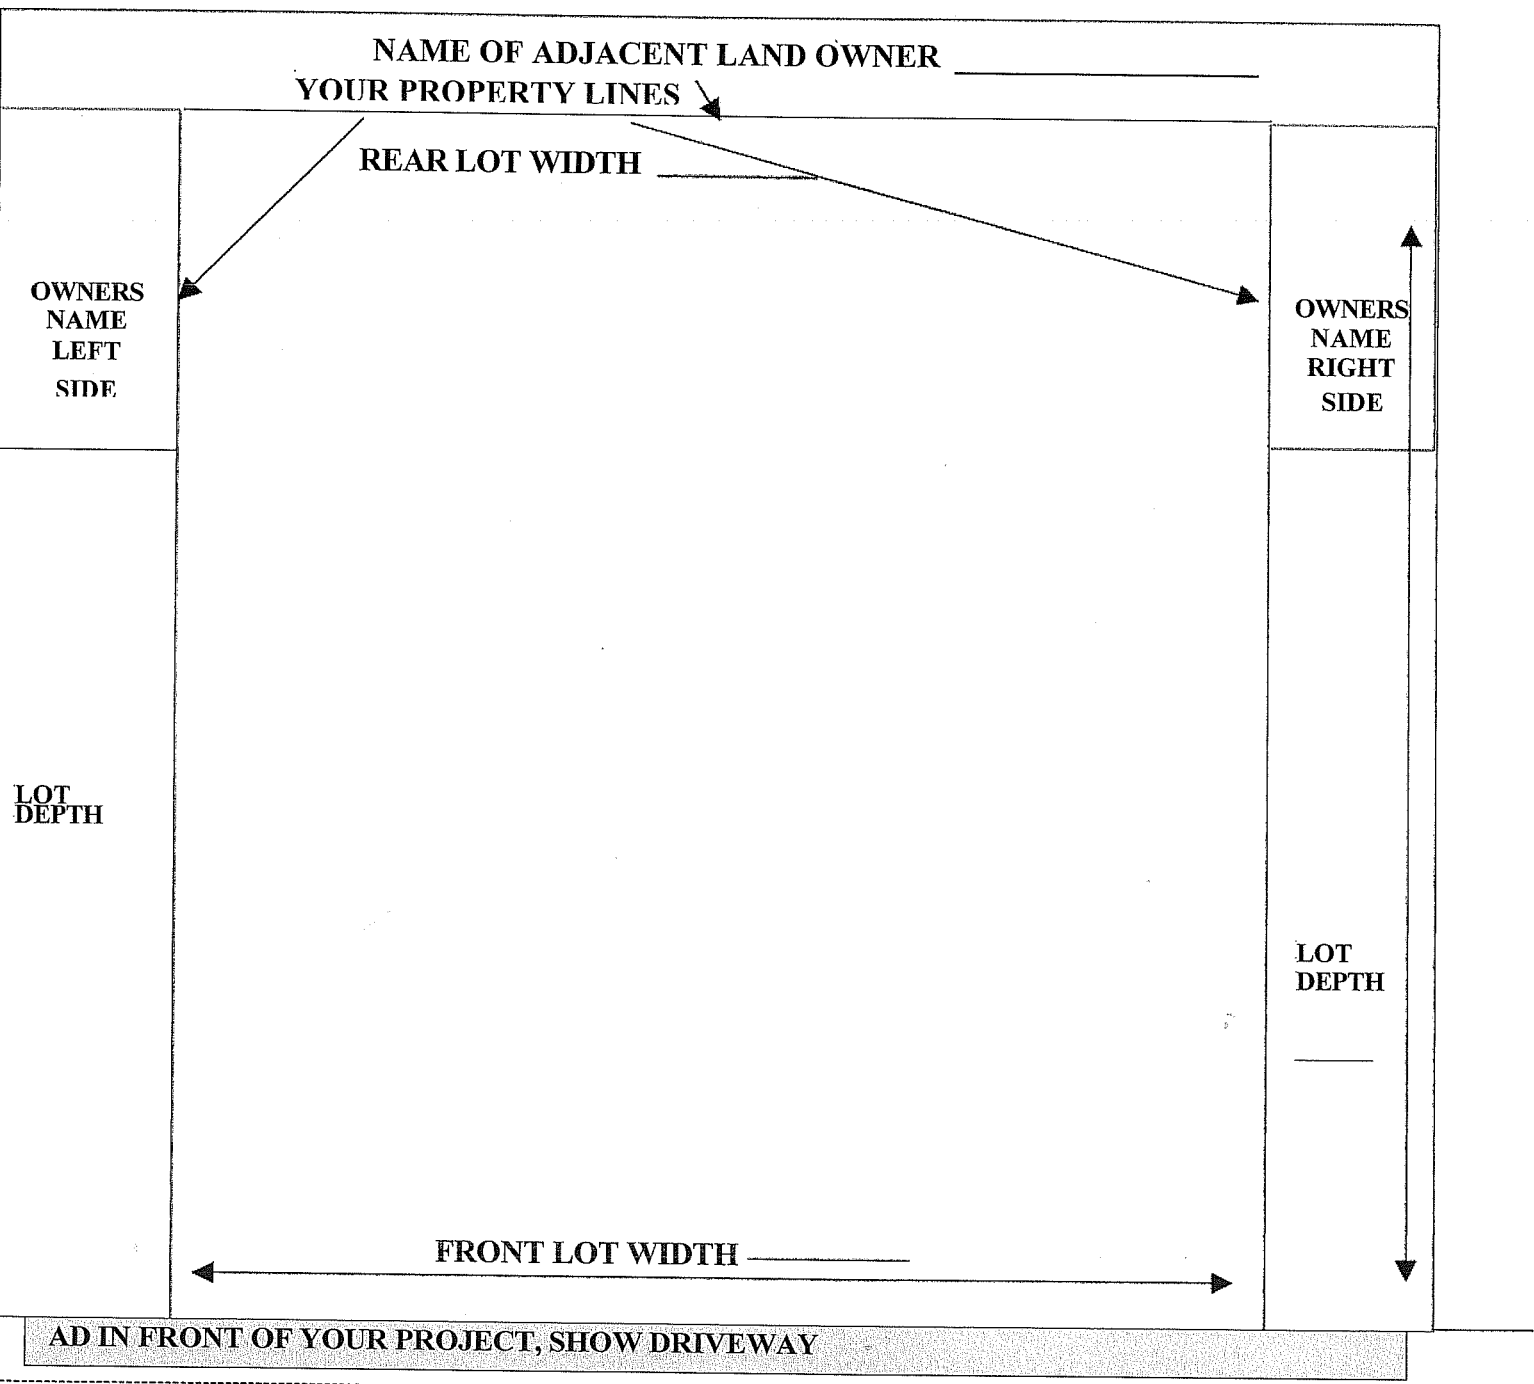 NAME OF ADJACENT LAND OWNER
YOUR PROPERTY LINES
REAR LOT WIDTH
OWNERS
NAME
LEFT
SIDE
OWNERS
NAME
RIGHT
SIDE
LOT
DEPTH
LOT
DEPTH
FRONT LOT WIDTH
AD IN FRONT OF YOUR PROJECT, SHOW DRIVEWAY